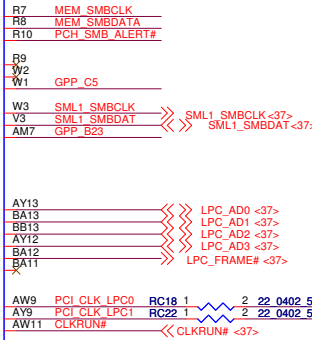 R7 MEM_SMBCLK
R8 MEM_SMBDATA
R10 PCH_SMB_ALERT#
R9
W2
W1 GPP_C5
W3 SML1_SMBCLK SML1_SMBCLK <37>
V3 SML1_SMBDAT SML1_SMBDAT <37>
AM7 GPP_B23
AY13 LPC_AD0 <37>
BA13 LPC_AD1 <37>
BB13 LPC_AD2 <37>
AY12 LPC_AD3 <37>
BA12 LPC_FRAME# <37>
BA11
AW9 PCI_CLK_LPC0 RC18 1 2 22_0402_5
AY9 PCI_CLK_LPC1 RC22 1 2 22_0402_5
AW11 CLKRUN# CLKRUN# <37>